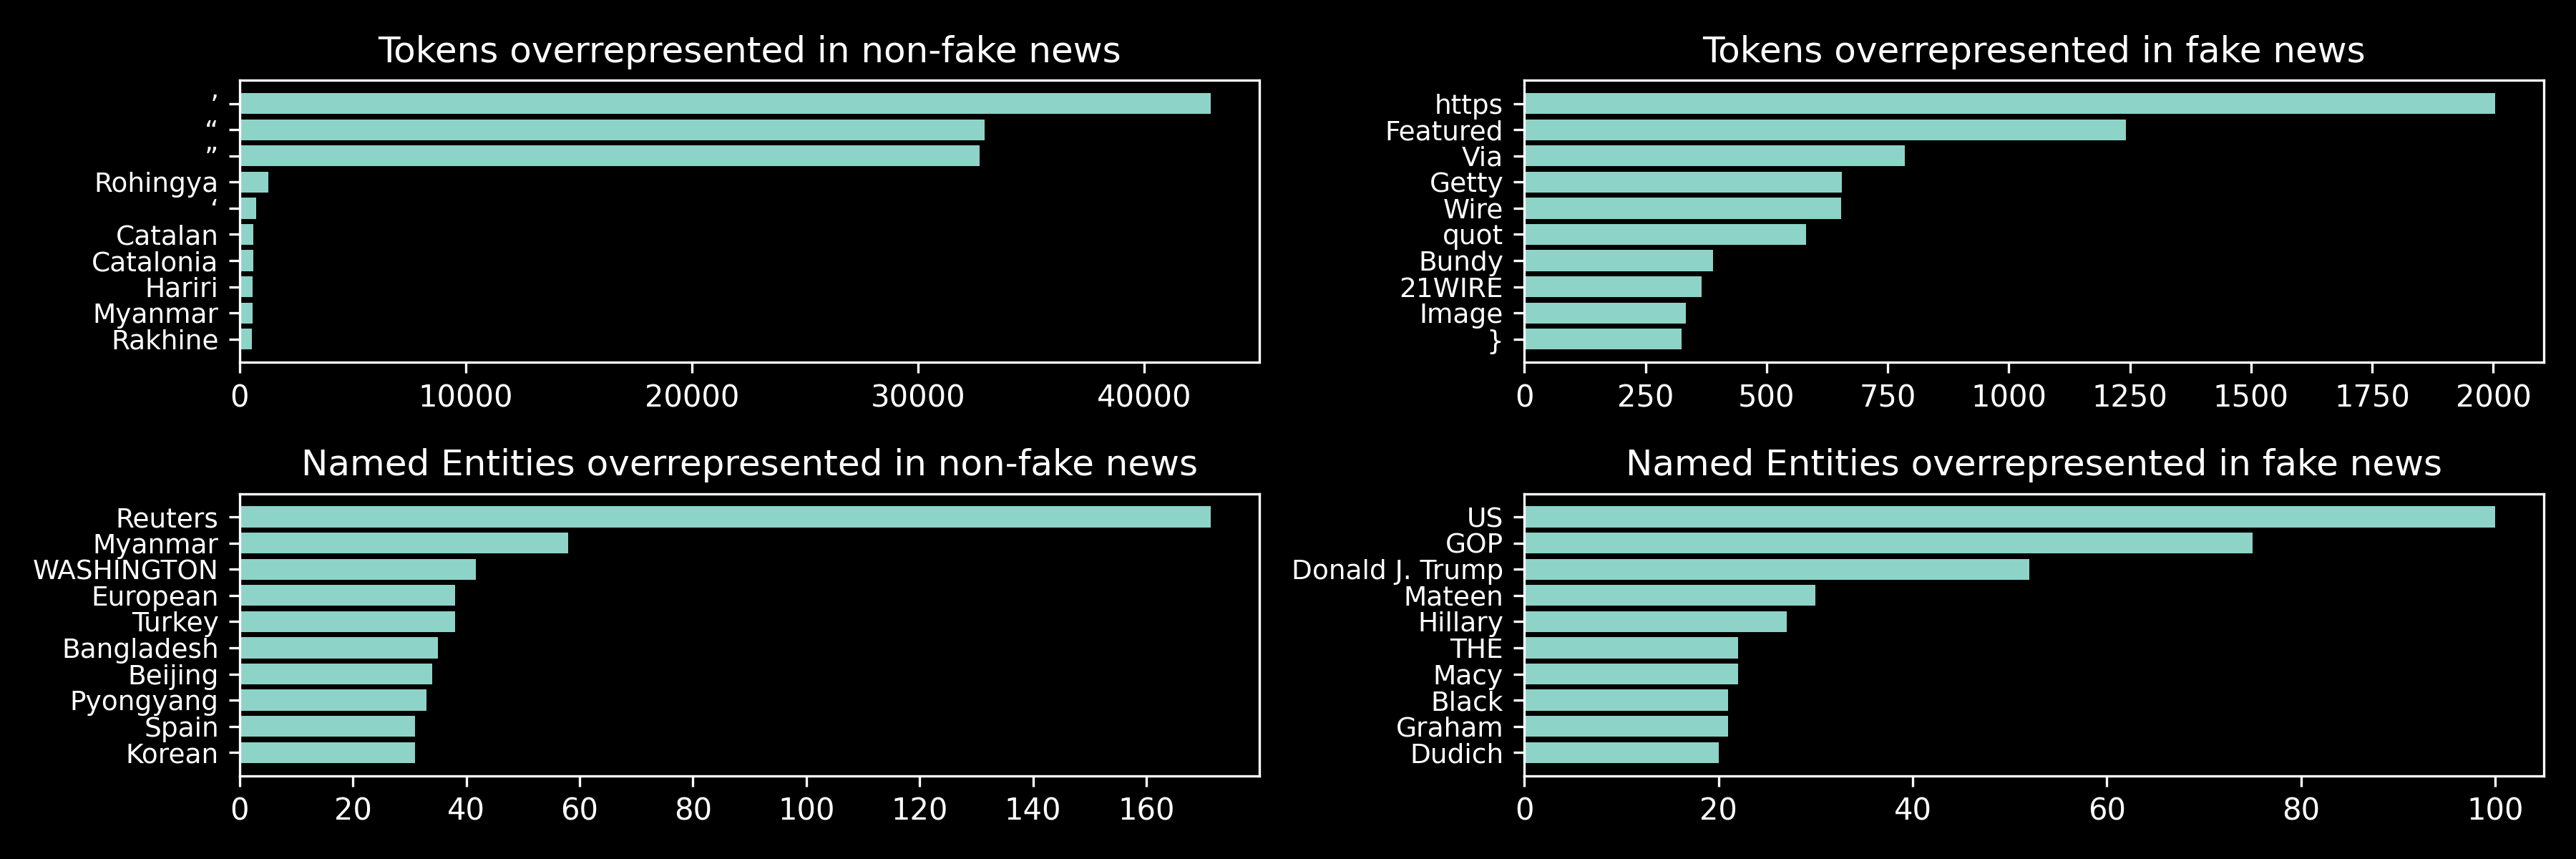 Tokens overrepresented in non-fake news
’
“
”
Rohingya
‘
Catalan
Catalonia
Hariri
Myanmar
Rakhine
0 10000 20000 30000 40000
Tokens overrepresented in fake news
https
Featured
Via
Getty
Wire
quot
Bundy
21WIRE
Image
}
0 250 500 750 1000 1250 1500 1750 2000
Named Entities overrepresented in non-fake news
Reuters
Myanmar
WASHINGTON
European
Turkey
Bangladesh
Beijing
Pyongyang
Spain
Korean
0 20 40 60 80 100 120 140 160
Named Entities overrepresented in fake news
US
GOP
Donald J. Trump
Mateen
Hillary
THE
Macy
Black
Graham
Dudich
0 20 40 60 80 100